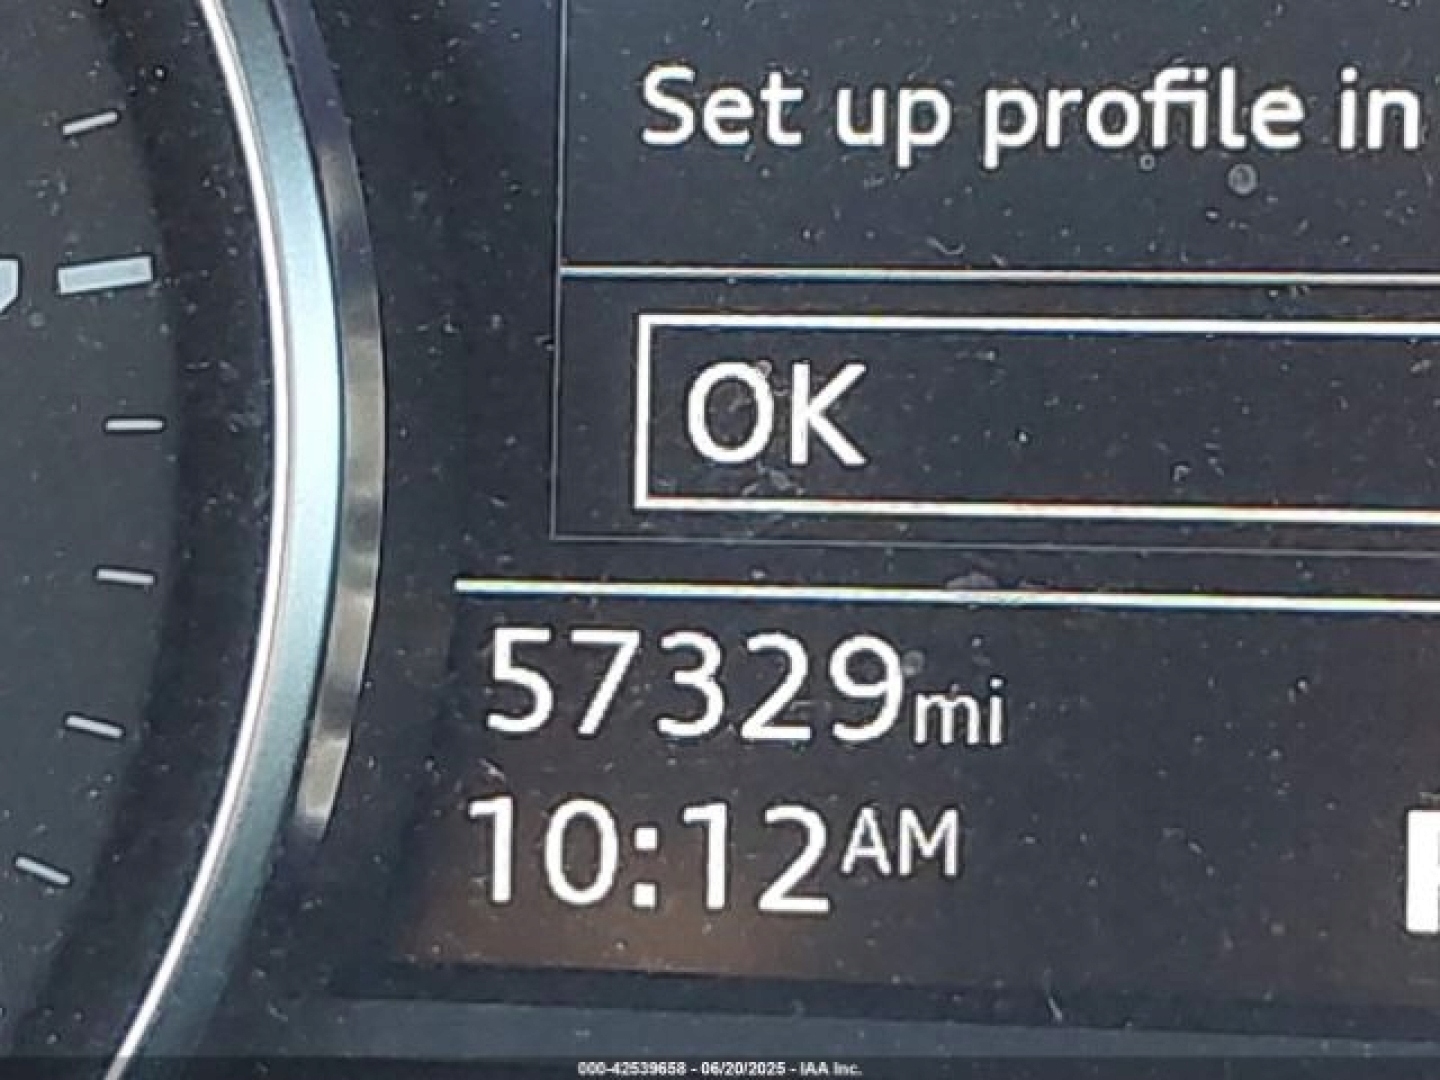 Set up profile in
OK
57329mi
10:12AM
000-42539658 - 06/20/2025 - IAA Inc.